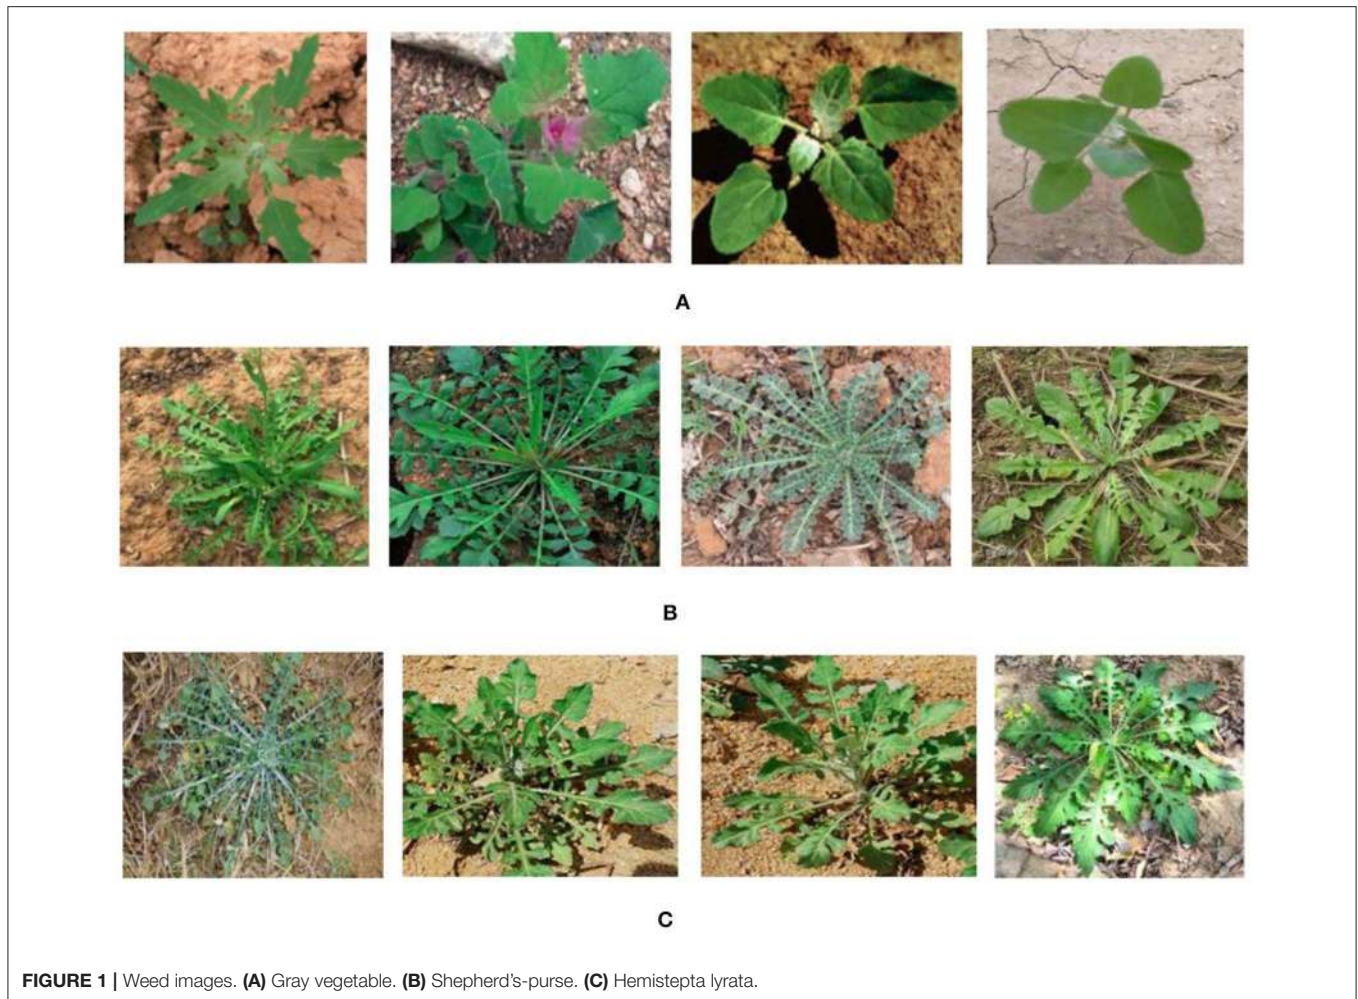 A
B
C
FIGURE 1 | Weed images. (A) Gray vegetable. (B) Shepherd's-purse. (C) Hemistepta lyrata.